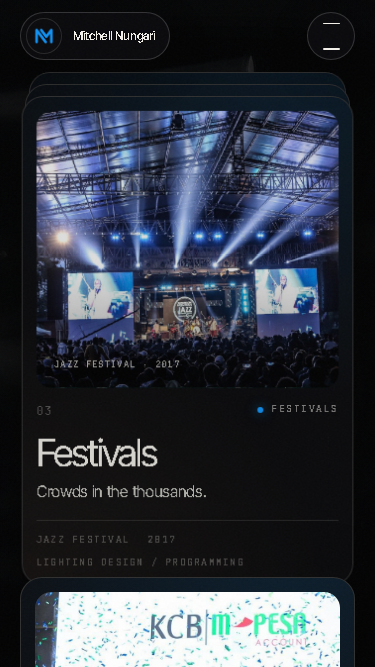 Mitchell Nungari
JAZZ
JAZZ FESTIVAL 2017
03
FESTIVALS
Festivals
Crowds in the thousands.
JAZZ FESTIVAL 2017
LIGHTING DESIGN / PROGRAMMING
KCB M-PESA
ACCOUNT